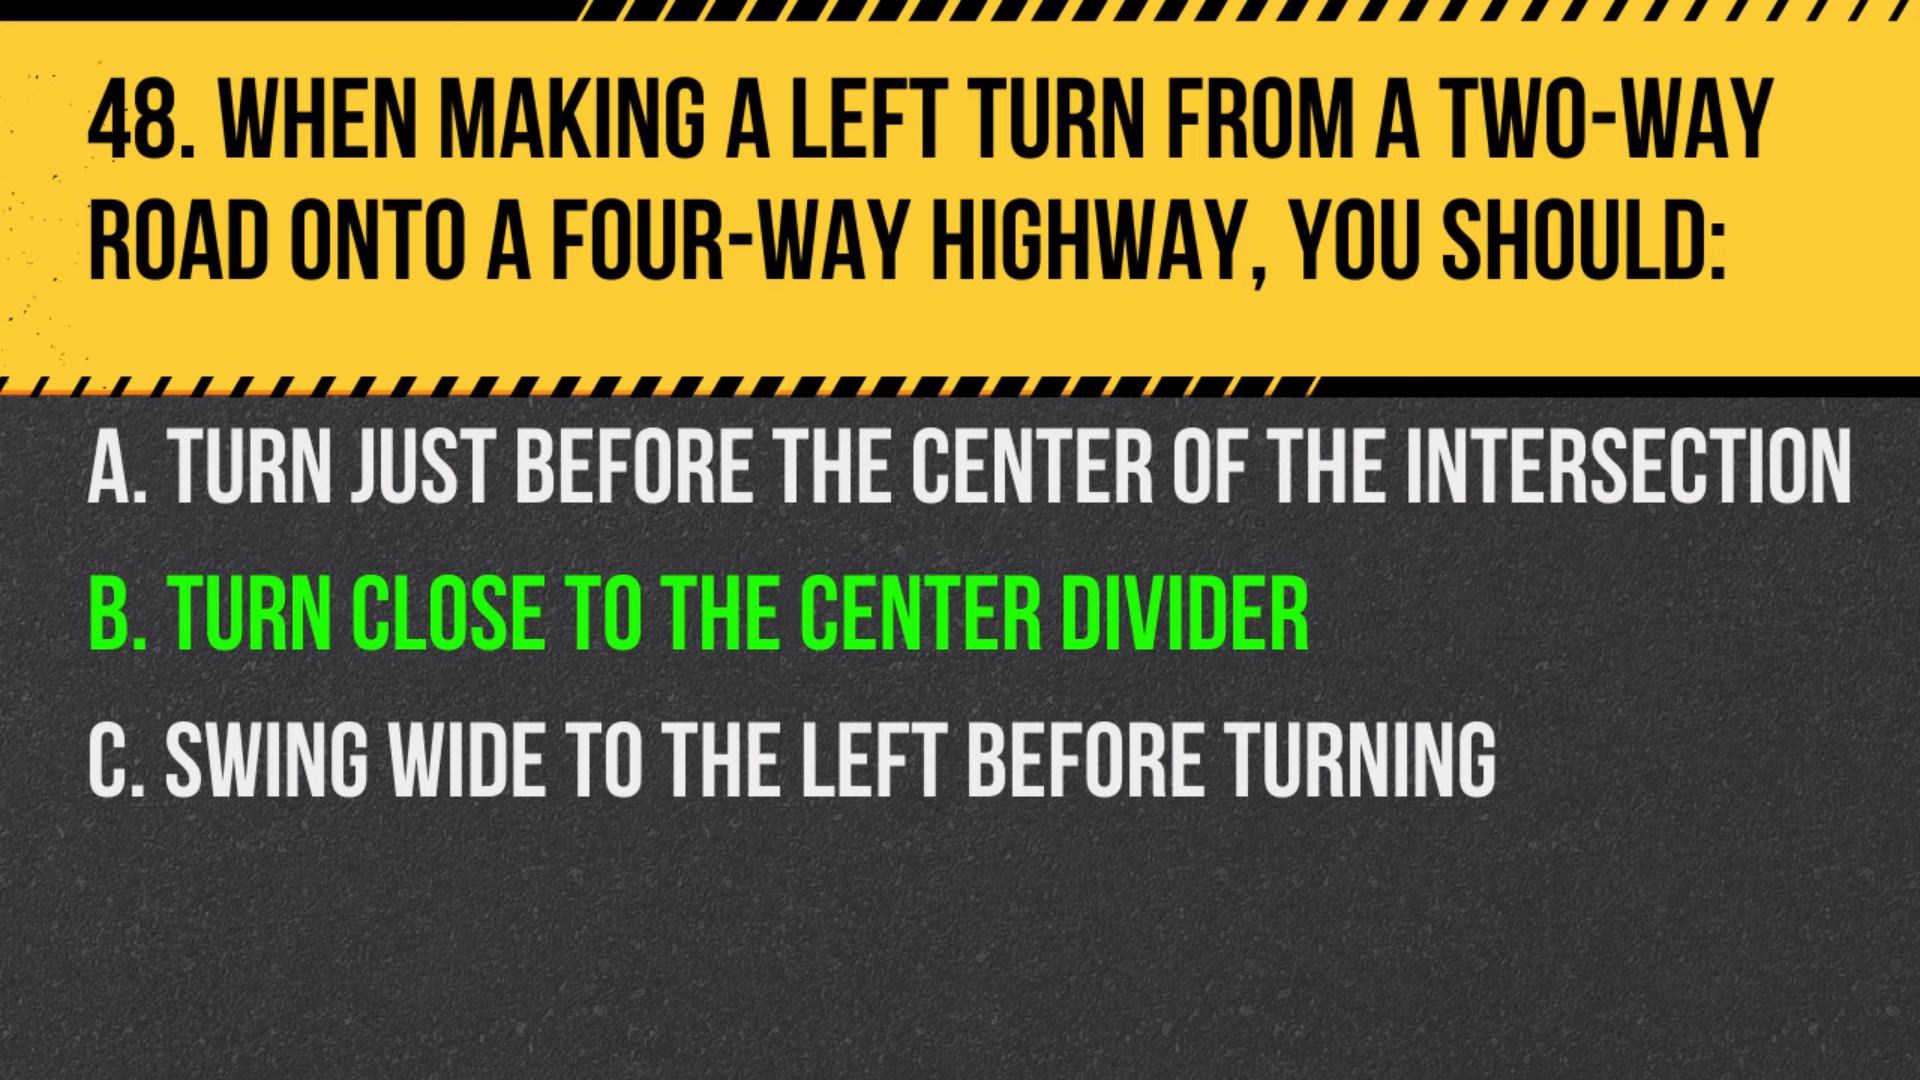 48. WHEN MAKING A LEFT TURN FROM A TWO-WAY
ROAD ONTO A FOUR-WAY HIGHWAY, YOU SHOULD:
A. TURN JUST BEFORE THE CENTER OF THE INTERSECTION
B. TURN CLOSE TO THE CENTER DIVIDER
C. SWING WIDE TO THE LEFT BEFORE TURNING